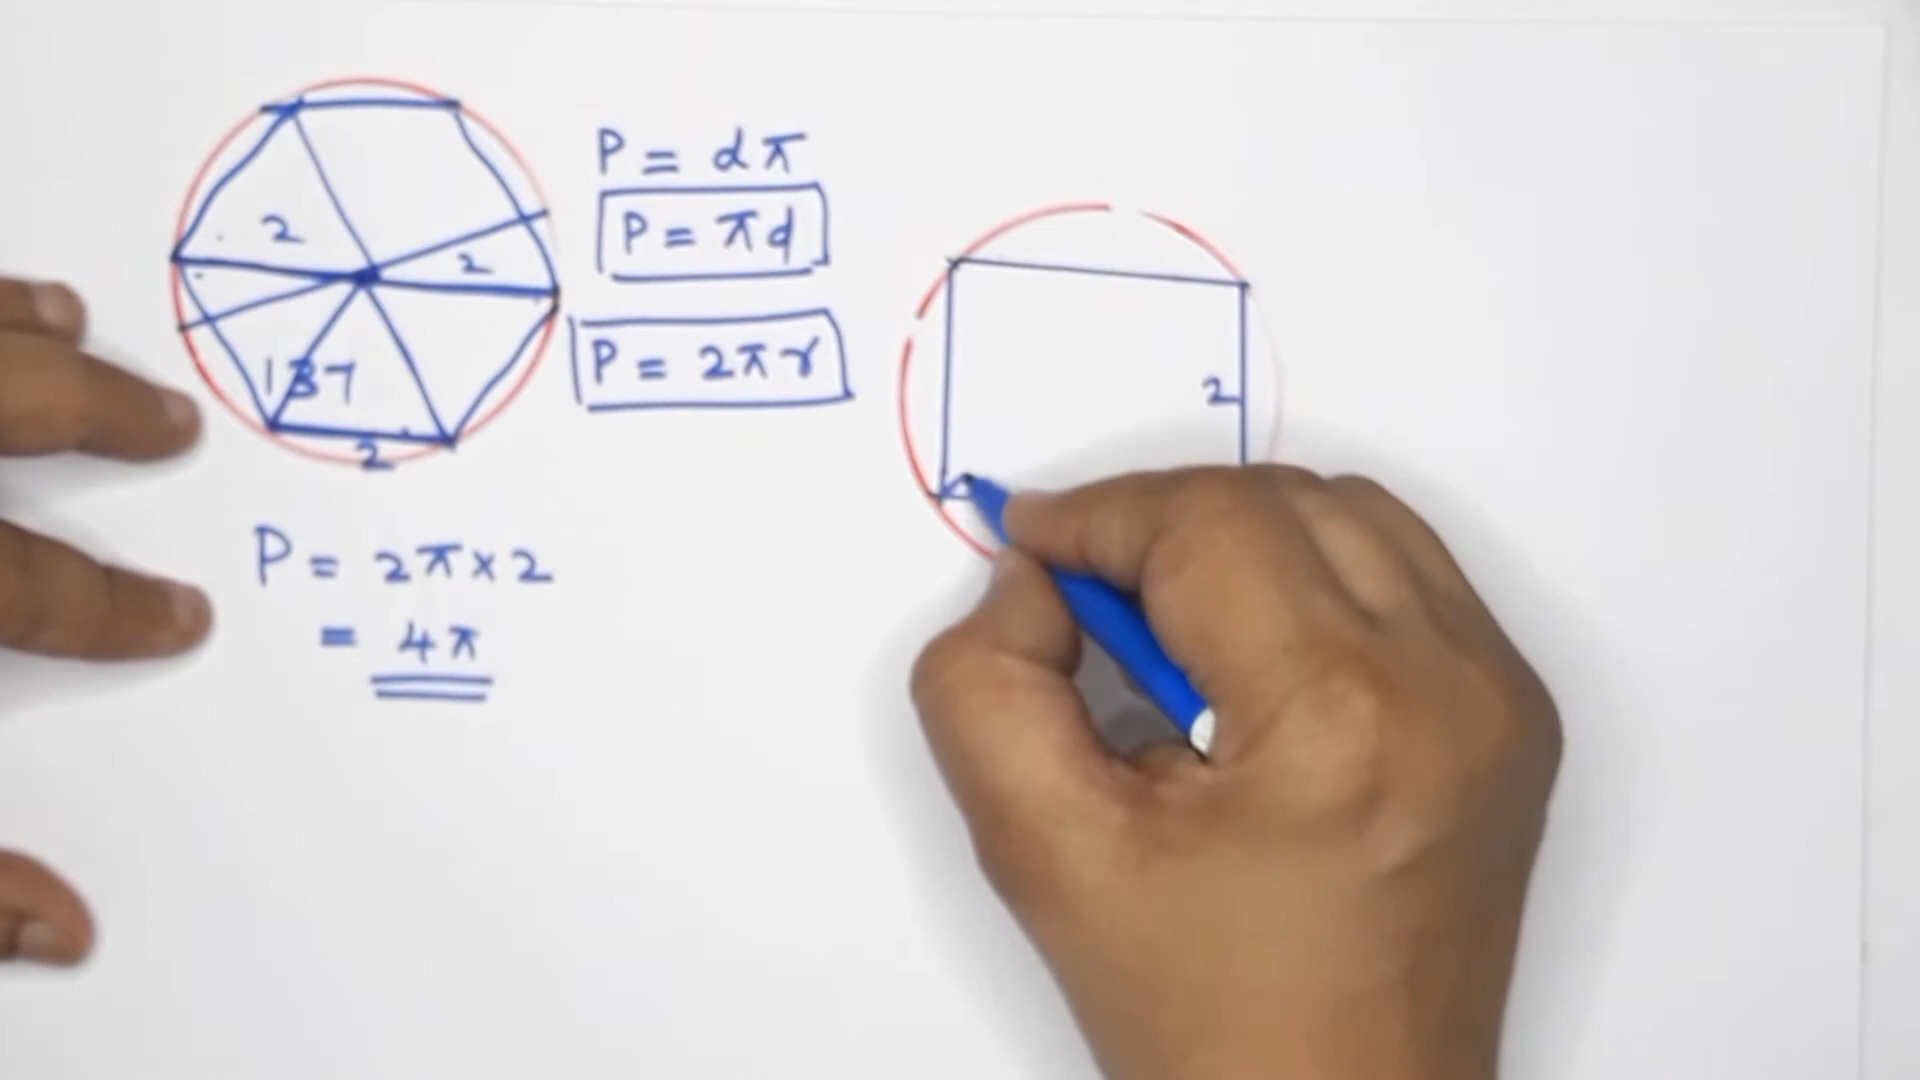 2
2
137
2
P = dπ
P = πd
P = 2πr
P = 2π×2
= 4π
2